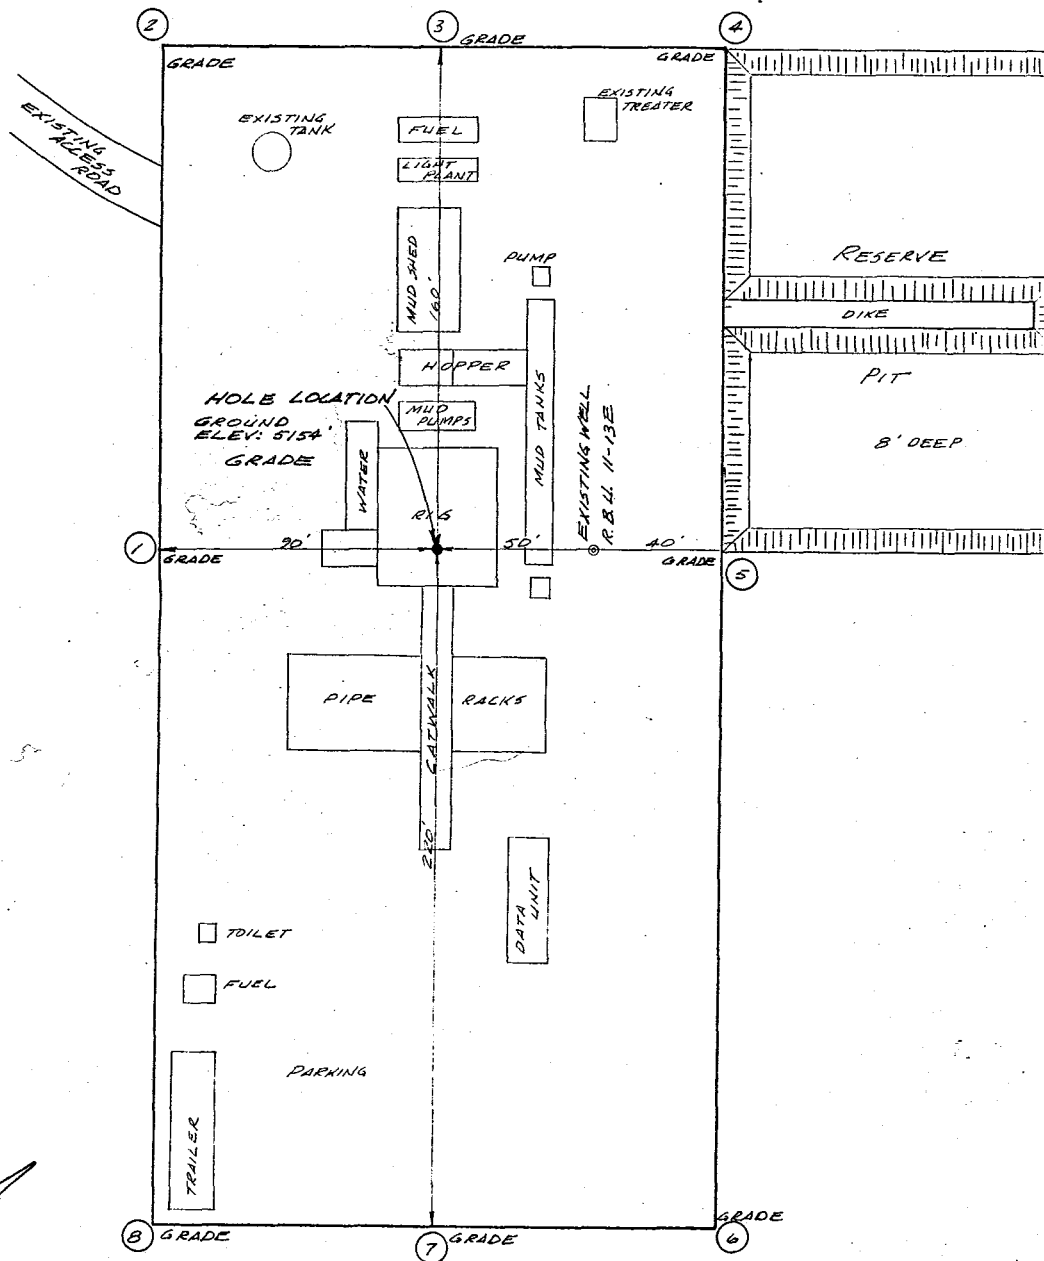 2
3
4
GRADE
GRADE
GRADE
EXISTING
ACCESS
ROAD
EXISTING
TANK
FUEL
EXISTING
TREATER
LIGHT
PLANT
MUD SHED
160'
PUMP
RESERVE
DIKE
HOPPER
MUD TANKS
PIT
HOLE LOCATION
GROUND
ELEV: 5154'
GRADE
MUD
PUMPS
EXISTING WELL
R.B.U. 11-13E
8' DEEP
WATER
RIG
1
GRADE
90'
50'
40'
GRADE
5
PIPE
CATWALK
RACKS
220'
DATA
UNIT
TOILET
FUEL
PARKING
TRAILER
8
GRADE
7
GRADE
GRADE
6